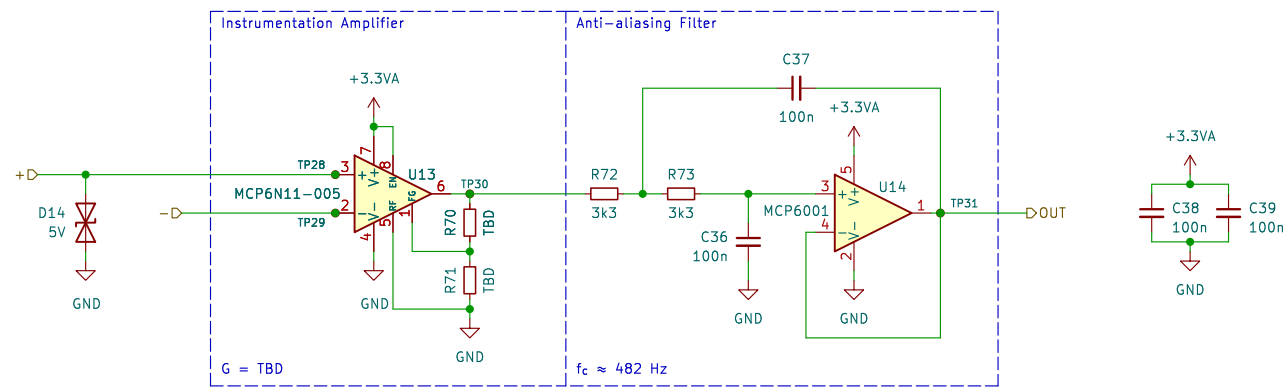 Instrumentation Amplifier
Anti-aliasing Filter
C37
100n
+3.3VA
+3.3VA
+3.3VA
+
D14
5V
GND
-
TP28
3
2
TP29
MCP6N11-005
7
8
+
-
V+
V-
EN
RF
FG
4
5
1
U13
6
TP30
GND
R70
TBD
R71
TBD
GND
R72
3k3
R73
3k3
C36
100n
GND
MCP6001
3
4
5
+
-
V+
V-
2
U14
1
TP31
OUT
GND
C38
100n
C39
100n
GND
G = TBD
fc ≈ 482 Hz